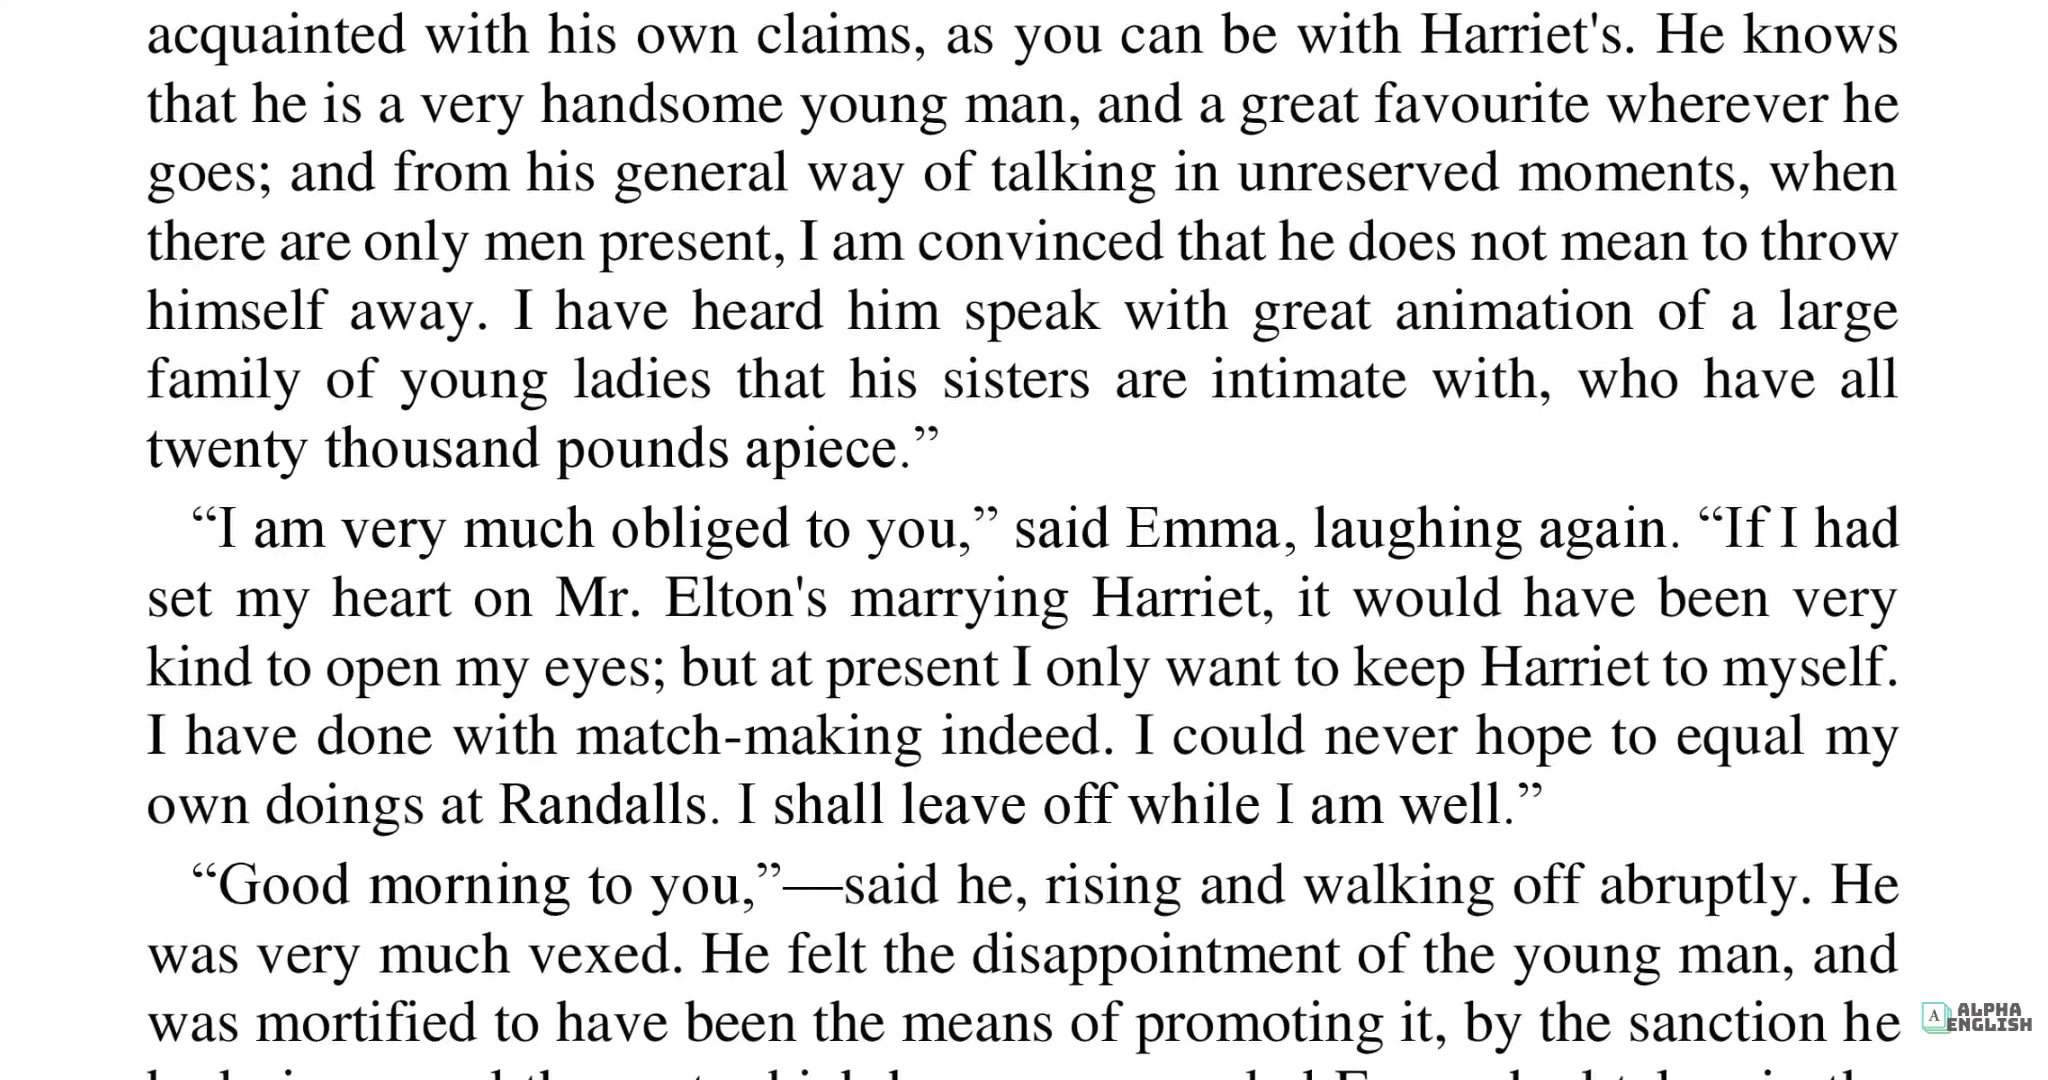 acquainted with his own claims, as you can be with Harriet's. He knows
that he is a very handsome young man, and a great favourite wherever he
goes; and from his general way of talking in unreserved moments, when
there are only men present, I am convinced that he does not mean to throw
himself away. I have heard him speak with great animation of a large
family of young ladies that his sisters are intimate with, who have all
twenty thousand pounds apiece.”
“I am very much obliged to you,” said Emma, laughing again. “If I had
set my heart on Mr. Elton's marrying Harriet, it would have been very
kind to open my eyes; but at present I only want to keep Harriet to myself.
I have done with match-making indeed. I could never hope to equal my
own doings at Randalls. I shall leave off while I am well.”
“Good morning to you,”—said he, rising and walking off abruptly. He
was very much vexed. He felt the disappointment of the young man, and
was mortified to have been the means of promoting it, by the sanction he
A ALPHA
ENGLISH